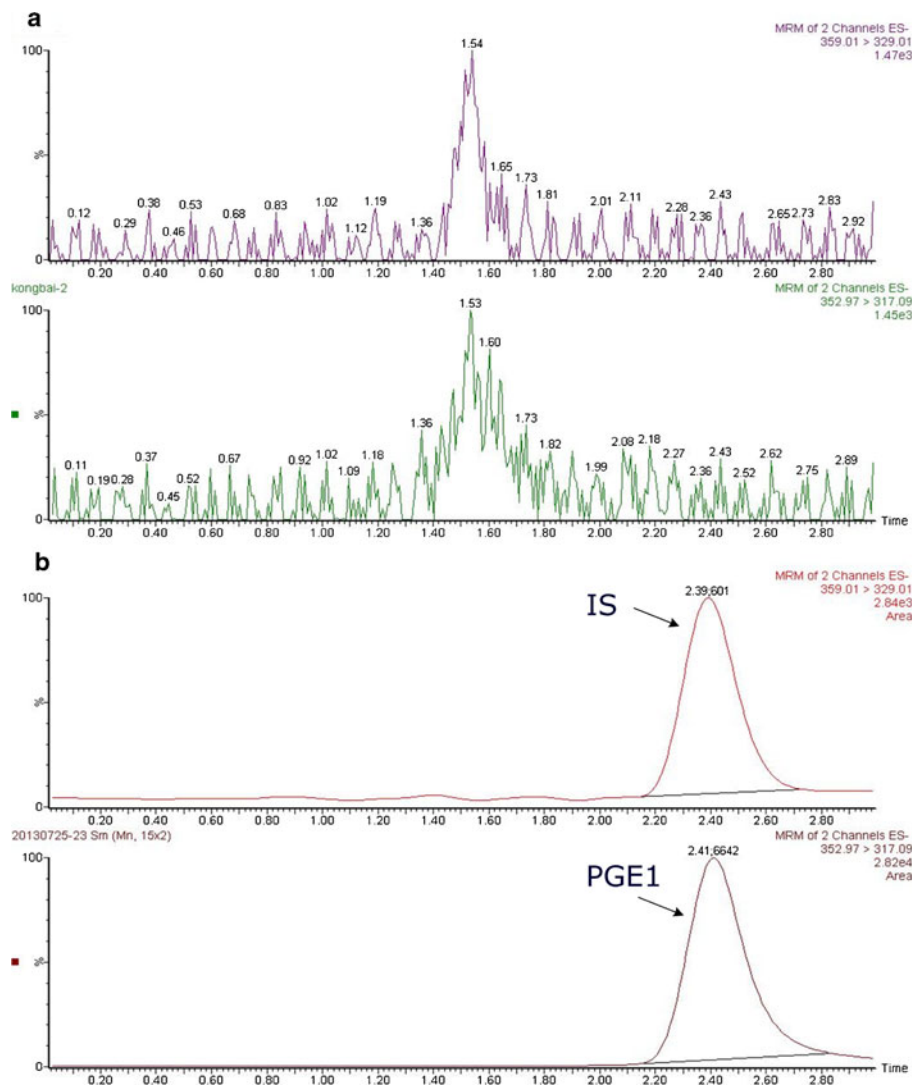 a
MRM of 2 Channels ES-
359.01 > 329.01
1.47e3
100
%
0
0.12 0.29 0.38 0.46 0.53 0.68 0.83 1.02 1.12 1.19 1.36 1.54 1.65 1.73 1.81 2.01 2.11 2.28 2.36 2.43 2.65 2.73 2.83 2.92
0.20 0.40 0.60 0.80 1.00 1.20 1.40 1.60 1.80 2.00 2.20 2.40 2.60 2.80
kongbai-2
MRM of 2 Channels ES-
352.97 > 317.09
1.45e3
100
%
0
0.11 0.19 0.28 0.37 0.45 0.52 0.67 0.92 1.02 1.09 1.18 1.36 1.53 1.60 1.73 1.82 1.99 2.08 2.18 2.27 2.36 2.43 2.52 2.62 2.75 2.89
0.20 0.40 0.60 0.80 1.00 1.20 1.40 1.60 1.80 2.00 2.20 2.40 2.60 2.80 Time
b
MRM of 2 Channels ES-
359.01 > 329.01
2.84e3
Area
100
2.39;601
IS
%
0
0.20 0.40 0.60 0.80 1.00 1.20 1.40 1.60 1.80 2.00 2.20 2.40 2.60 2.80
20130725-23 Sm (Mn, 15x2)
MRM of 2 Channels ES-
352.97 > 317.09
2.82e4
Area
100
2.41;6642
PGE1
%
0
0.20 0.40 0.60 0.80 1.00 1.20 1.40 1.60 1.80 2.00 2.20 2.40 2.60 2.80 Time